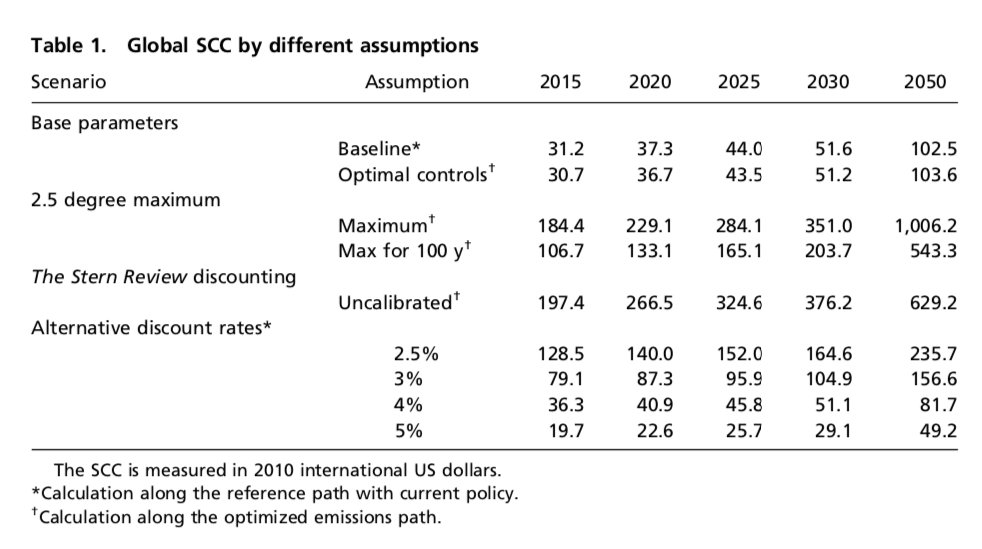 Table 1. Global SCC by different assumptions
Scenario Assumption 2015 2020 2025 2030 2050
Base parameters
Baseline* 31.2 37.3 44.0 51.6 102.5
Optimal controls† 30.7 36.7 43.5 51.2 103.6
2.5 degree maximum
Maximum† 184.4 229.1 284.1 351.0 1,006.2
Max for 100 y† 106.7 133.1 165.1 203.7 543.3
The Stern Review discounting
Uncalibrated† 197.4 266.5 324.6 376.2 629.2
Alternative discount rates*
2.5% 128.5 140.0 152.0 164.6 235.7
3% 79.1 87.3 95.9 104.9 156.6
4% 36.3 40.9 45.8 51.1 81.7
5% 19.7 22.6 25.7 29.1 49.2
The SCC is measured in 2010 international US dollars.
*Calculation along the reference path with current policy.
†Calculation along the optimized emissions path.